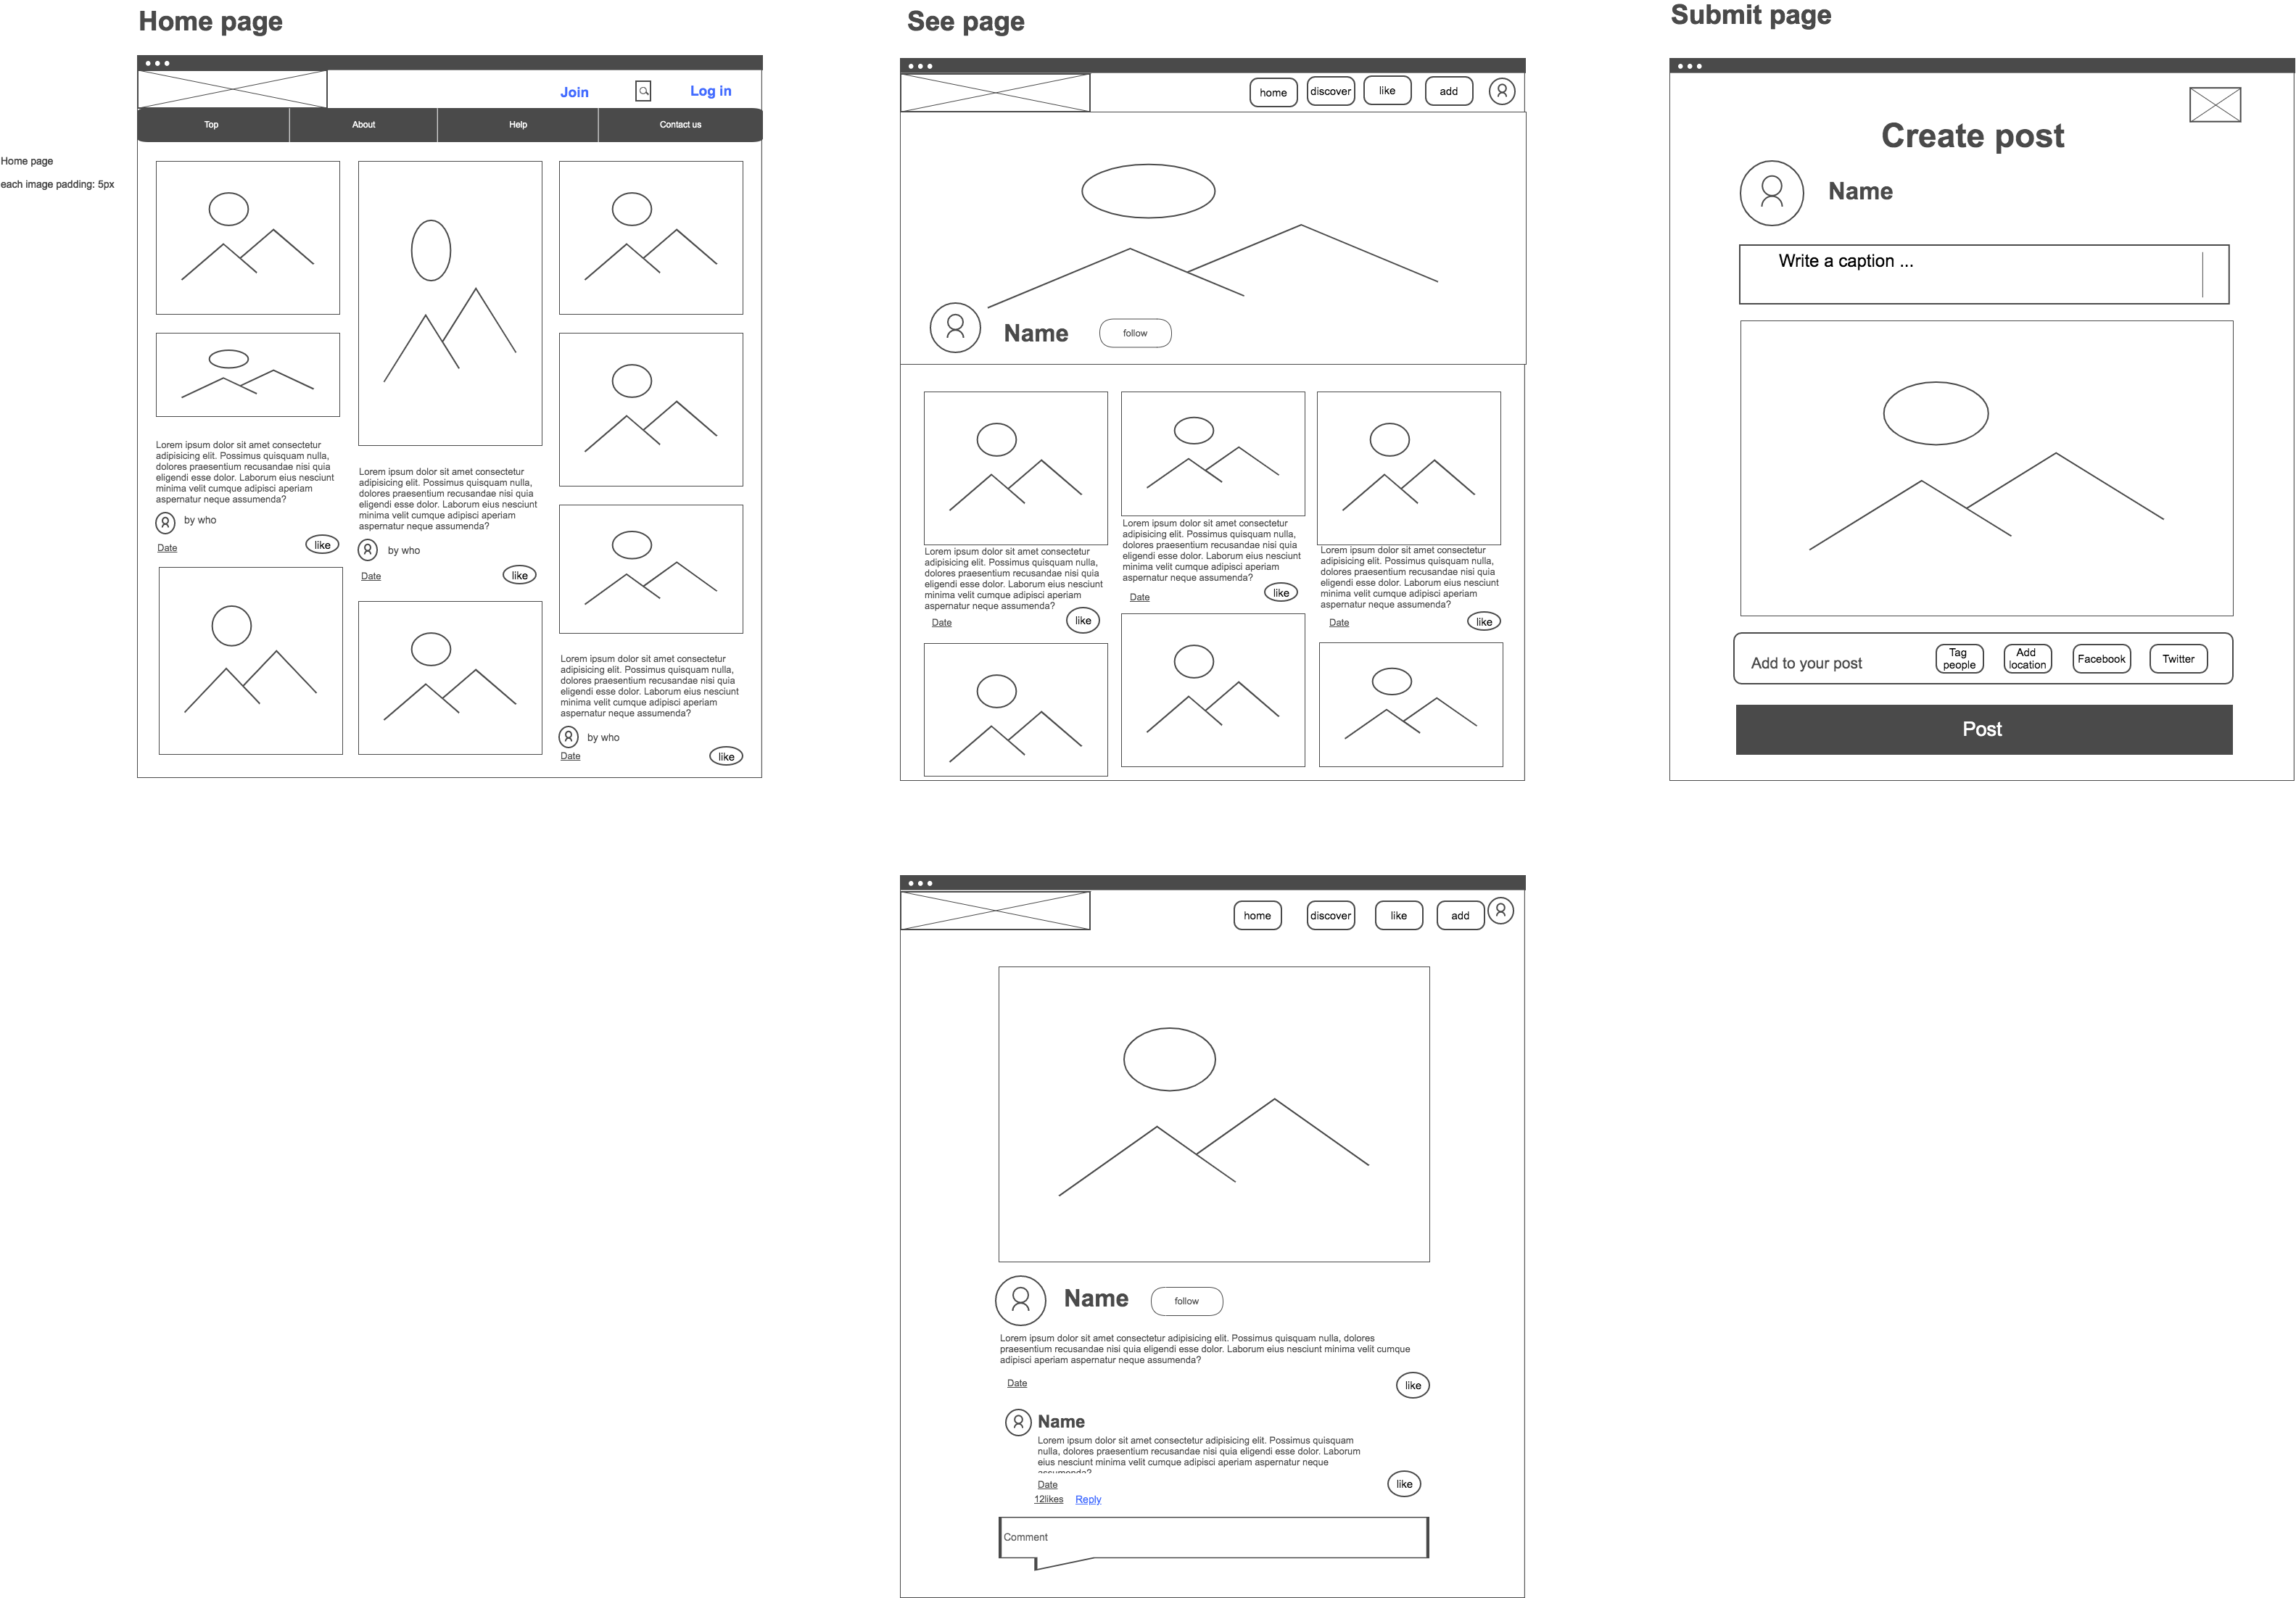 Home page
See page
Submit page
Home page
each image padding: 5px
Join
Log in
Top
About
Help
Contact us
Lorem ipsum dolor sit amet consectetur
adipisicing elit. Possimus quisquam nulla,
dolores praesentium recusandae nisi quia
eligendi esse dolor. Laborum eius nesciunt
minima velit cumque adipisci aperiam
aspernatur neque assumenda?
by who
Date
like
Lorem ipsum dolor sit amet consectetur
adipisicing elit. Possimus quisquam nulla,
dolores praesentium recusandae nisi quia
eligendi esse dolor. Laborum eius nesciunt
minima velit cumque adipisci aperiam
aspernatur neque assumenda?
by who
Date
like
Lorem ipsum dolor sit amet consectetur
adipisicing elit. Possimus quisquam nulla,
dolores praesentium recusandae nisi quia
eligendi esse dolor. Laborum eius nesciunt
minima velit cumque adipisci aperiam
aspernatur neque assumenda?
by who
Date
like
home
discover
like
add
Name
follow
Lorem ipsum dolor sit amet consectetur
adipisicing elit. Possimus quisquam nulla,
dolores praesentium recusandae nisi quia
eligendi esse dolor. Laborum eius nesciunt
minima velit cumque adipisci aperiam
aspernatur neque assumenda?
Date
like
Lorem ipsum dolor sit amet consectetur
adipisicing elit. Possimus quisquam nulla,
dolores praesentium recusandae nisi quia
eligendi esse dolor. Laborum eius nesciunt
minima velit cumque adipisci aperiam
aspernatur neque assumenda?
Date
like
Lorem ipsum dolor sit amet consectetur
adipisicing elit. Possimus quisquam nulla,
dolores praesentium recusandae nisi quia
eligendi esse dolor. Laborum eius nesciunt
minima velit cumque adipisci aperiam
aspernatur neque assumenda?
Date
like
Create post
Name
Write a caption ...
Add to your post
Tag
people
Add
location
Facebook
Twitter
Post
home
discover
like
add
Name
follow
Lorem ipsum dolor sit amet consectetur adipisicing elit. Possimus quisquam nulla, dolores
praesentium recusandae nisi quia eligendi esse dolor. Laborum eius nesciunt minima velit cumque
adipisci aperiam aspernatur neque assumenda?
Date
like
Name
Lorem ipsum dolor sit amet consectetur adipisicing elit. Possimus quisquam
nulla, dolores praesentium recusandae nisi quia eligendi esse dolor. Laborum
eius nesciunt minima velit cumque adipisci aperiam aspernatur neque
assumenda?
Date
like
12likes
Reply
Comment